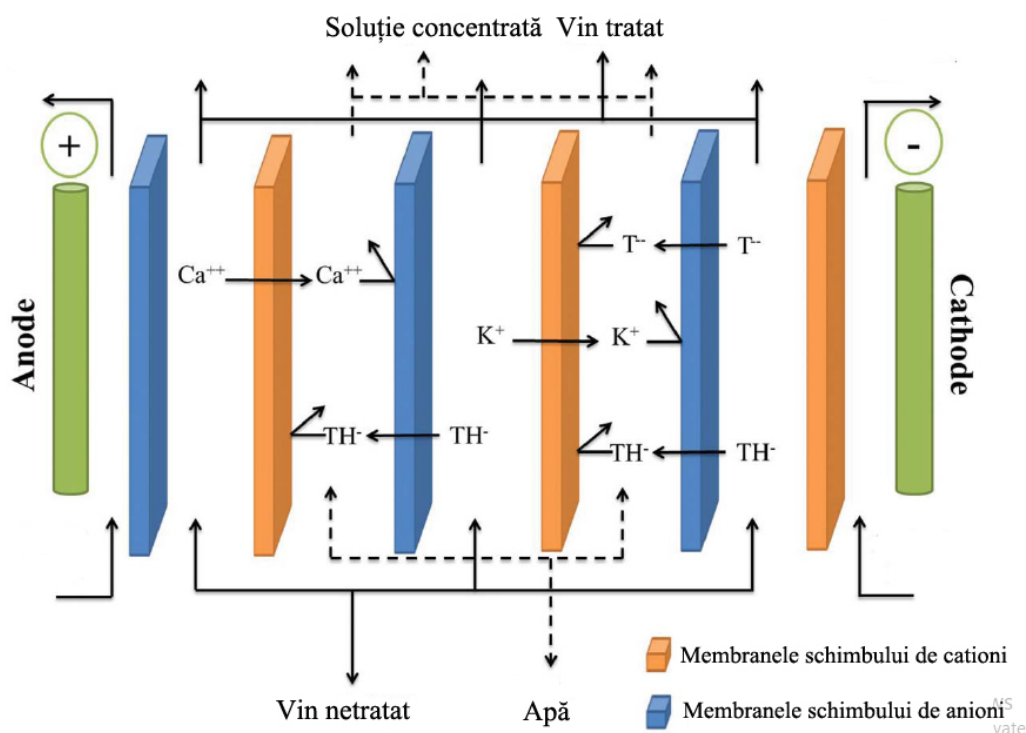 Soluție concentrată Vin tratat
+
-
Anode
Cathode
Ca⁺⁺
Ca⁺⁺
T⁻⁻
T⁻⁻
K⁺
K⁺
TH⁻
TH⁻
TH⁻
TH⁻
Vin netratat
Apă
Membranele schimbului de cationi
Membranele schimbului de anioni
vate